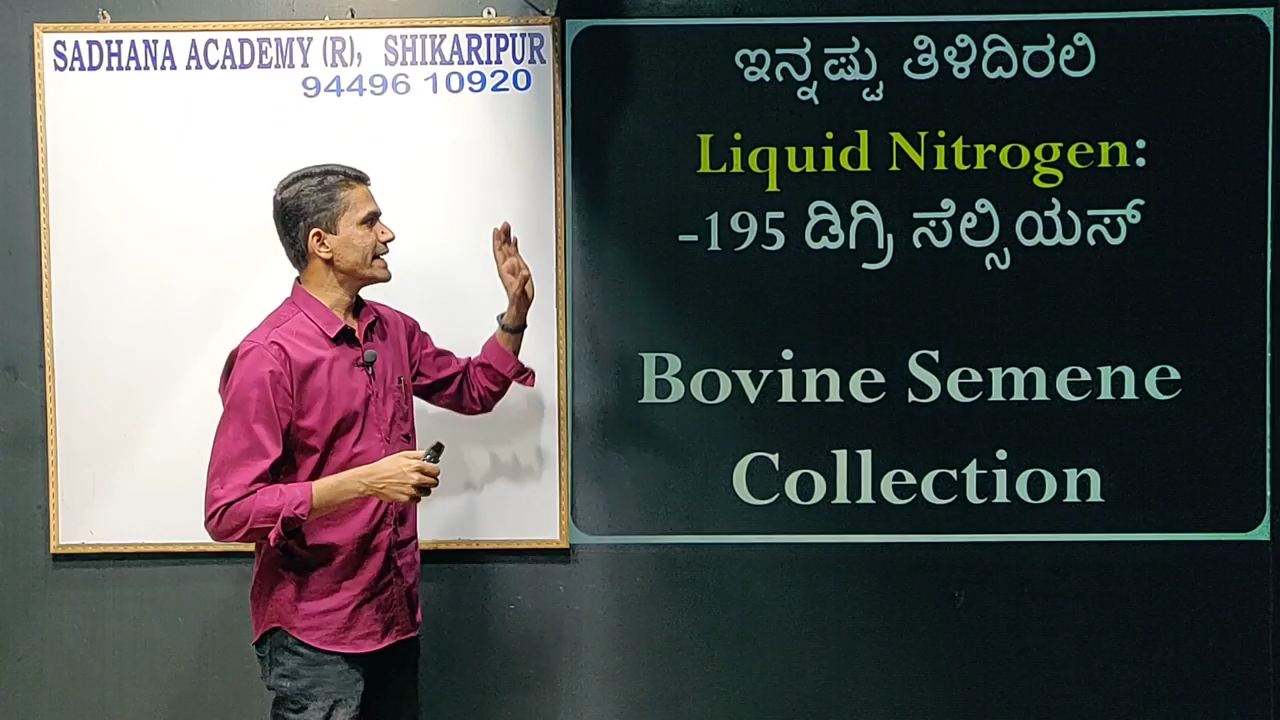 SADHANA ACADEMY (R), SHIKARIPUR
94496 10920
ಇನ್ನಷ್ಟು ತಿಳಿದಿರಲಿ
Liquid Nitrogen:
-195 ಡಿಗ್ರಿ ಸೆಲ್ಸಿಯಸ್
Bovine Semene
Collection